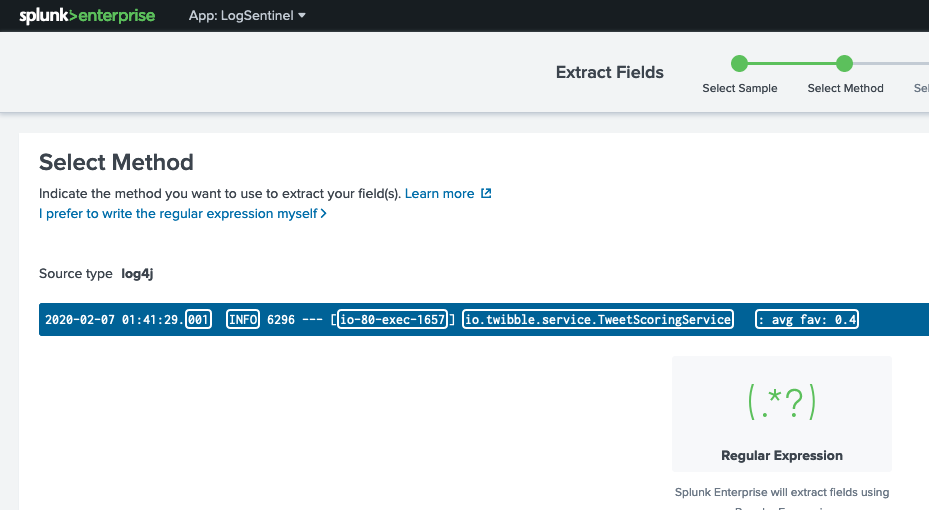 splunk>enterprise App: LogSentinel
Extract Fields
Select Sample Select Method
Select Method
Indicate the method you want to use to extract your field(s). Learn more
I prefer to write the regular expression myself >
Source type log4j
2020-02-07 01:41:29.001 INFO 6296 --- [io-80-exec-1657] io.twibble.service.TweetScoringService : avg fav: 0.4
(.*?)
Regular Expression
Splunk Enterprise will extract fields using